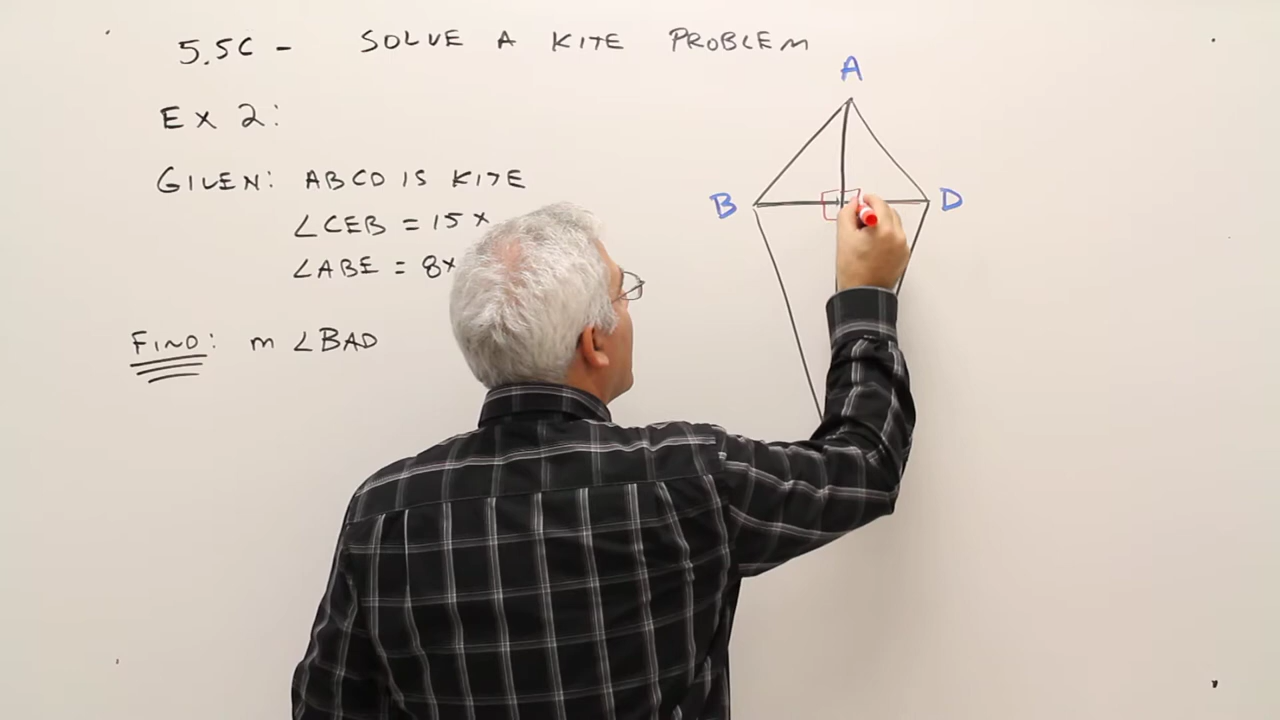 5.5C - SOLVE A KITE PROBLEM
Ex 2:
GIVEN: ABCD IS KITE
∠CEB = 15x
∠ABE = 8x
FIND: m ∠BAD
A
B
D